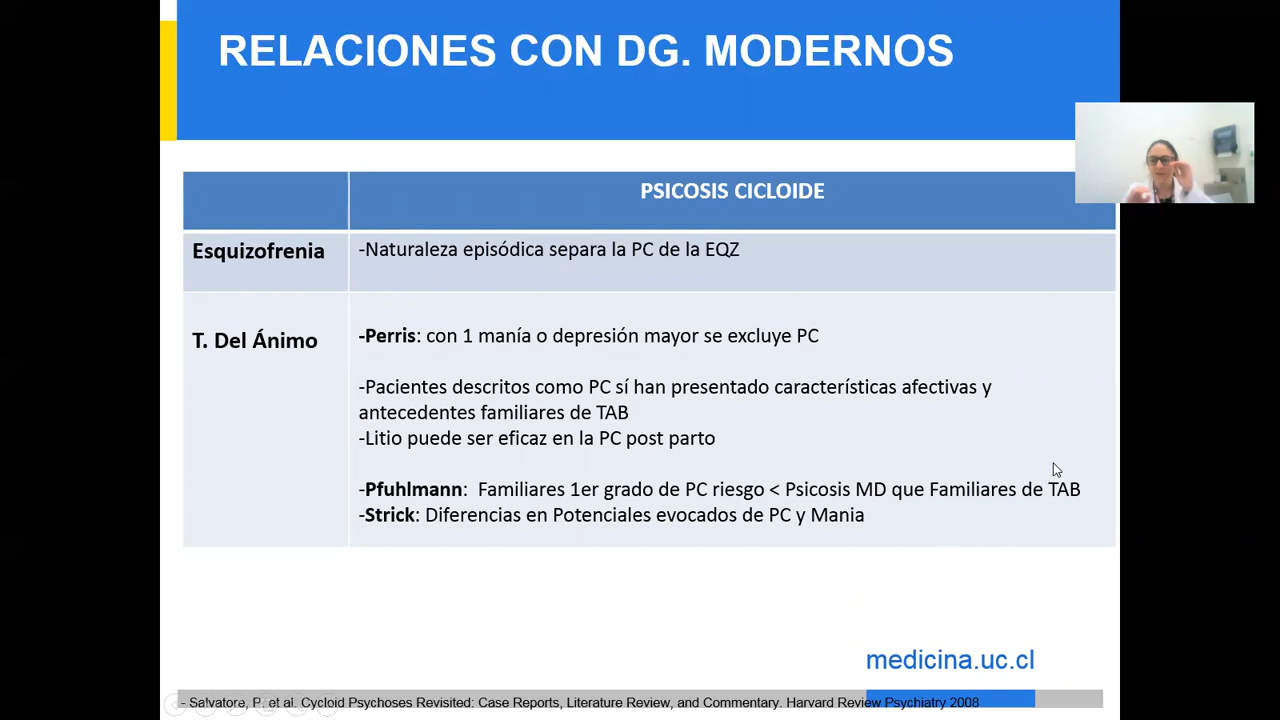 RELACIONES CON DG. MODERNOS
PSICOSIS CICLOIDE
Esquizofrenia
-Naturaleza episódica separa la PC de la EQZ
T. Del Ánimo
-Perris: con 1 manía o depresión mayor se excluye PC
-Pacientes descritos como PC sí han presentado características afectivas y
antecedentes familiares de TAB
-Litio puede ser eficaz en la PC post parto
-Pfuhlmann: Familiares 1er grado de PC riesgo < Psicosis MD que Familiares de TAB
-Strick: Diferencias en Potenciales evocados de PC y Mania
medicina.uc.cl
- Salvatore, P. et al. Cycloid Psychoses Revisited: Case Reports, Literature Review, and Commentary. Harvard Review Psychiatry 2008